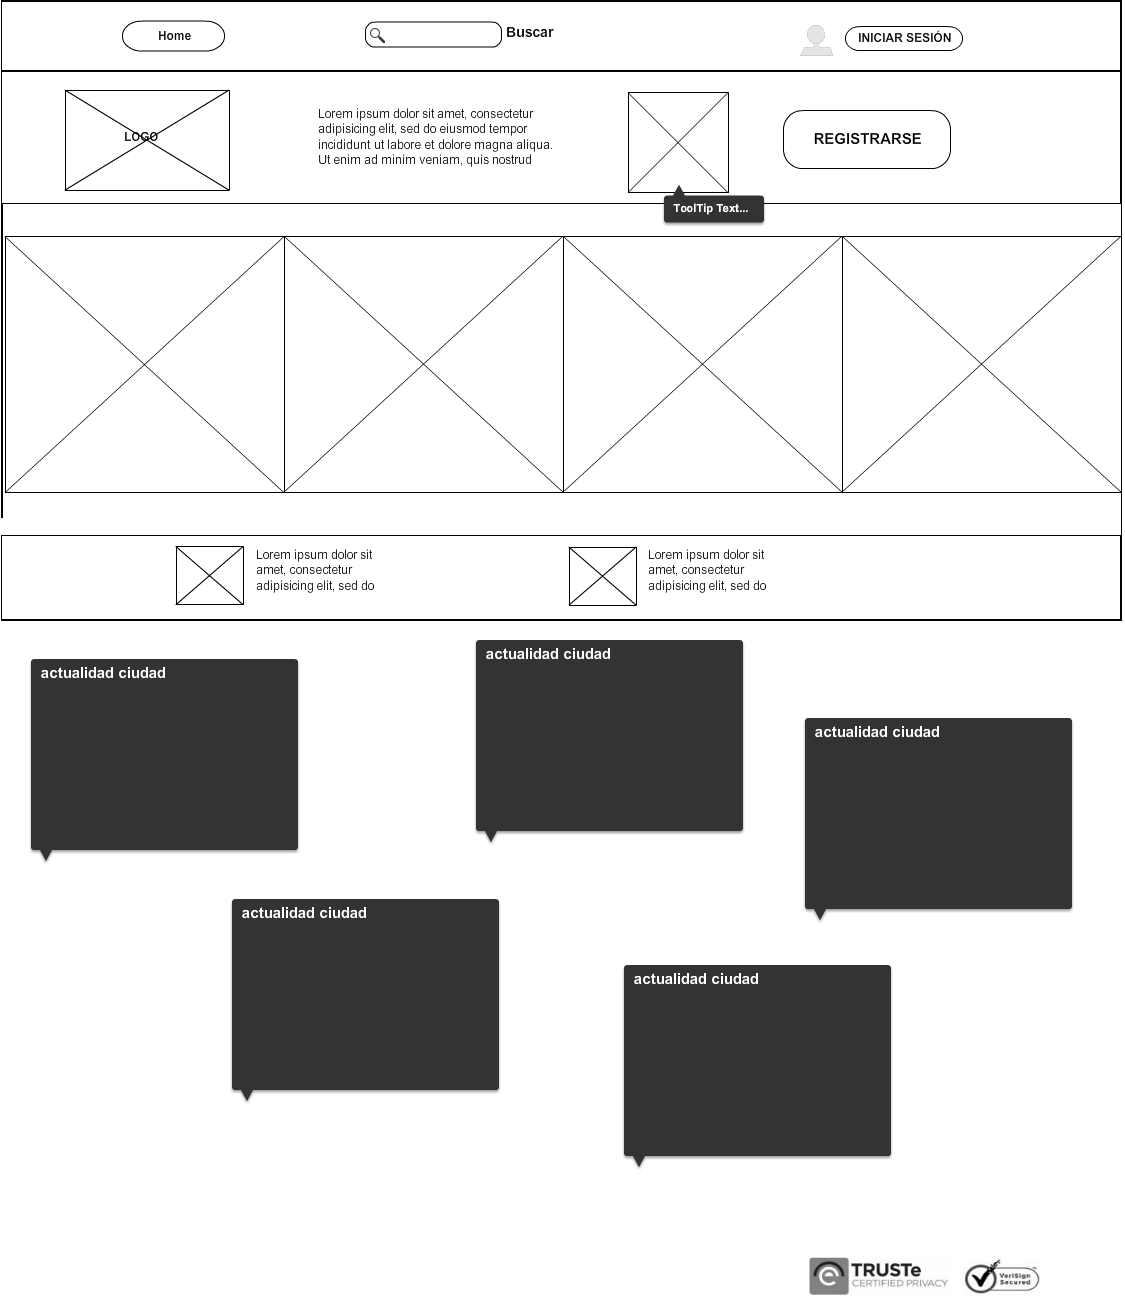 Home
Buscar
INICIAR SESIÓN
LOGO
Lorem ipsum dolor sit amet, consectetur
adipisicing elit, sed do eiusmod tempor
incididunt ut labore et dolore magna aliqua.
Ut enim ad minim veniam, quis nostrud
REGISTRARSE
ToolTip Text...
Lorem ipsum dolor sit
amet, consectetur
adipisicing elit, sed do
Lorem ipsum dolor sit
amet, consectetur
adipisicing elit, sed do
actualidad ciudad
actualidad ciudad
actualidad ciudad
actualidad ciudad
actualidad ciudad
TRUSTe
CERTIFIED PRIVACY
VeriSign
Secured